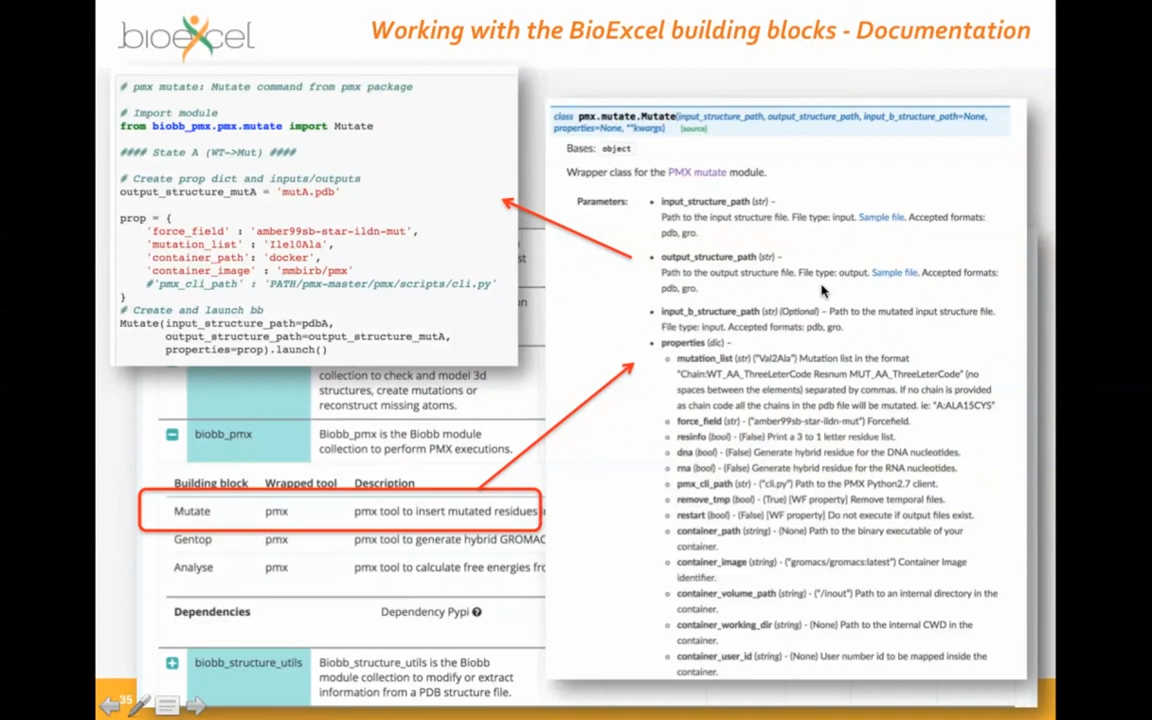 bioexcel
Working with the BioExcel building blocks - Documentation
# pmx mutate: Mutate command from pmx package
# Import module
from biobb_pmx.pmx.mutate import Mutate
#### State A (WT->Mut) ####
# Create prop dict and inputs/outputs
output_structure_mutA = 'mutA.pdb'
prop = {
'force_field' : 'amber99sb-star-ildn-mut',
'mutation_list' : 'Ile10Ala',
'container_path': 'docker',
'container_image' : 'mmbirb/pmx'
#'pmx_cli_path' : 'PATH/pmx-master/pmx/scripts/cli.py'
}
# Create and launch bb
Mutate(input_structure_path=pdbA,
output_structure_path=output_structure_mutA,
properties=prop).launch()
collection to check and model 3d
structures, create mutations or
reconstruct missing atoms.
biobb_pmx
Biobb_pmx is the Biobb module
collection to perform PMX executions.
Building block Wrapped tool Description
Mutate pmx pmx tool to insert mutated residues
Gentop pmx pmx tool to generate hybrid GROMAC
Analyse pmx pmx tool to calculate free energies fr
Dependencies Dependency Pypi
biobb_structure_utils
Biobb_structure_utils is the Biobb
module collection to modify or extract
information from a PDB structure file.
class pmx.mutate.Mutate(input_structure_path, output_structure_path, input_b_structure_path=None,
properties=None, **kwargs) [source]
Bases: object
Wrapper class for the PMX mutate module.
Parameters:
• input_structure_path (str) –
Path to the input structure file. File type: input. Sample file. Accepted formats:
pdb, gro.
• output_structure_path (str) –
Path to the output structure file. File type: output. Sample file. Accepted formats:
pdb, gro.
• input_b_structure_path (str) (Optional) – Path to the mutated input structure file.
File type: input. Accepted formats: pdb, gro.
• properties (dic) –
◦ mutation_list (str) ("Val2Ala") Mutation list in the format
"Chain:WT_AA_ThreeLeterCode Resnum MUT_AA_ThreeLeterCode" (no
spaces between the elements) separated by commas. If no chain is provided
as chain code all the chains in the pdb file will be mutated. ie: "A:ALA15CYS"
◦ force_field (str) - ("amber99sb-star-ildn-mut") Forcefield.
◦ resinfo (bool) - (False) Print a 3 to 1 letter residue list.
◦ dna (bool) - (False) Generate hybrid residue for the DNA nucleotides.
◦ rna (bool) - (False) Generate hybrid residue for the RNA nucleotides.
◦ pmx_cli_path (str) - ("cli.py") Path to the PMX Python2.7 client.
◦ remove_tmp (bool) - (True) [WF property] Remove temporal files.
◦ restart (bool) - (False) [WF property] Do not execute if output files exist.
◦ container_path (string) - (None) Path to the binary executable of your
container.
◦ container_image (string) - ("gromacs/gromacs:latest") Container Image
identifier.
◦ container_volume_path (string) - ("/inout") Path to an internal directory in the
container.
◦ container_working_dir (string) - (None) Path to the internal CWD in the
container.
◦ container_user_id (string) - (None) User number id to be mapped inside the
container.
35